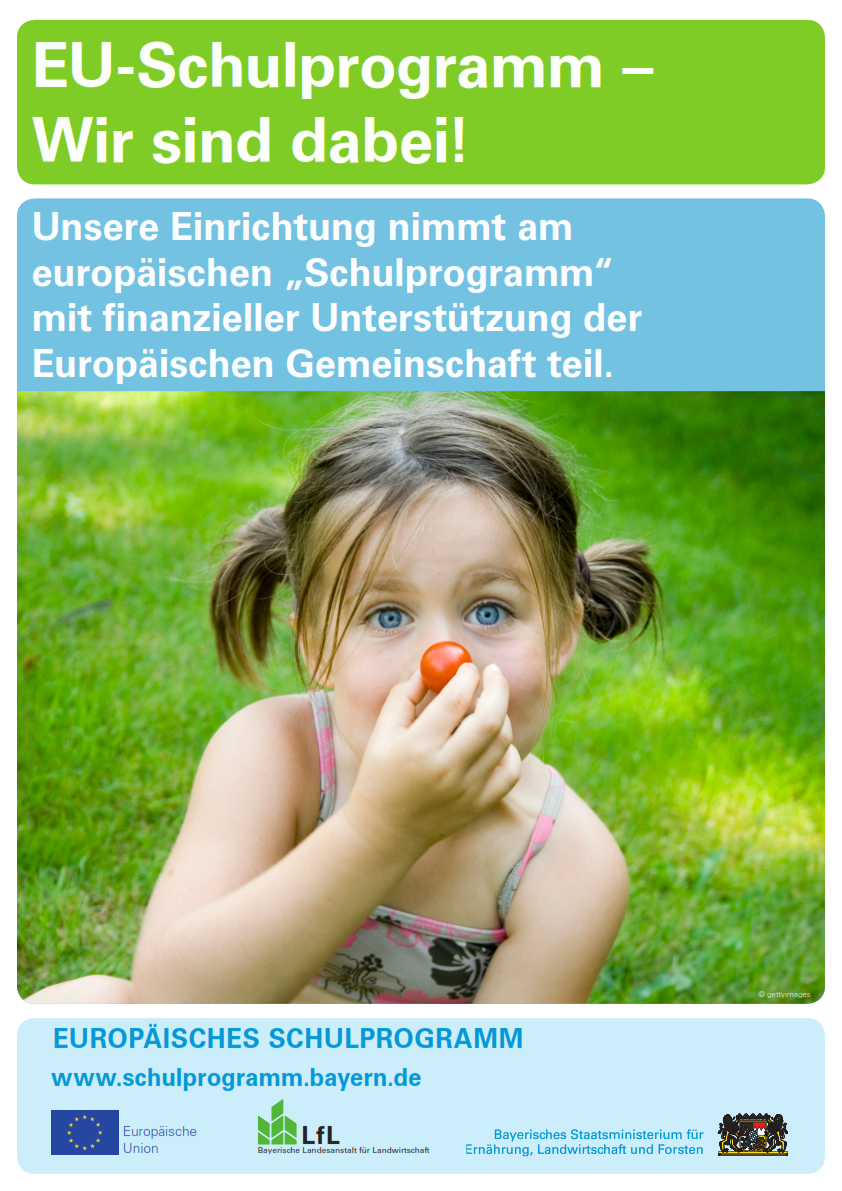 EU-Schulprogramm –
Wir sind dabei!
Unsere Einrichtung nimmt am
europäischen „Schulprogramm“
mit finanzieller Unterstützung der
Europäischen Gemeinschaft teil.
© gettyimages
EUROPÄISCHES SCHULPROGRAMM
www.schulprogramm.bayern.de
Europäische
Union
LfL
Bayerische Landesanstalt für Landwirtschaft
Bayerisches Staatsministerium für
Ernährung, Landwirtschaft und Forsten